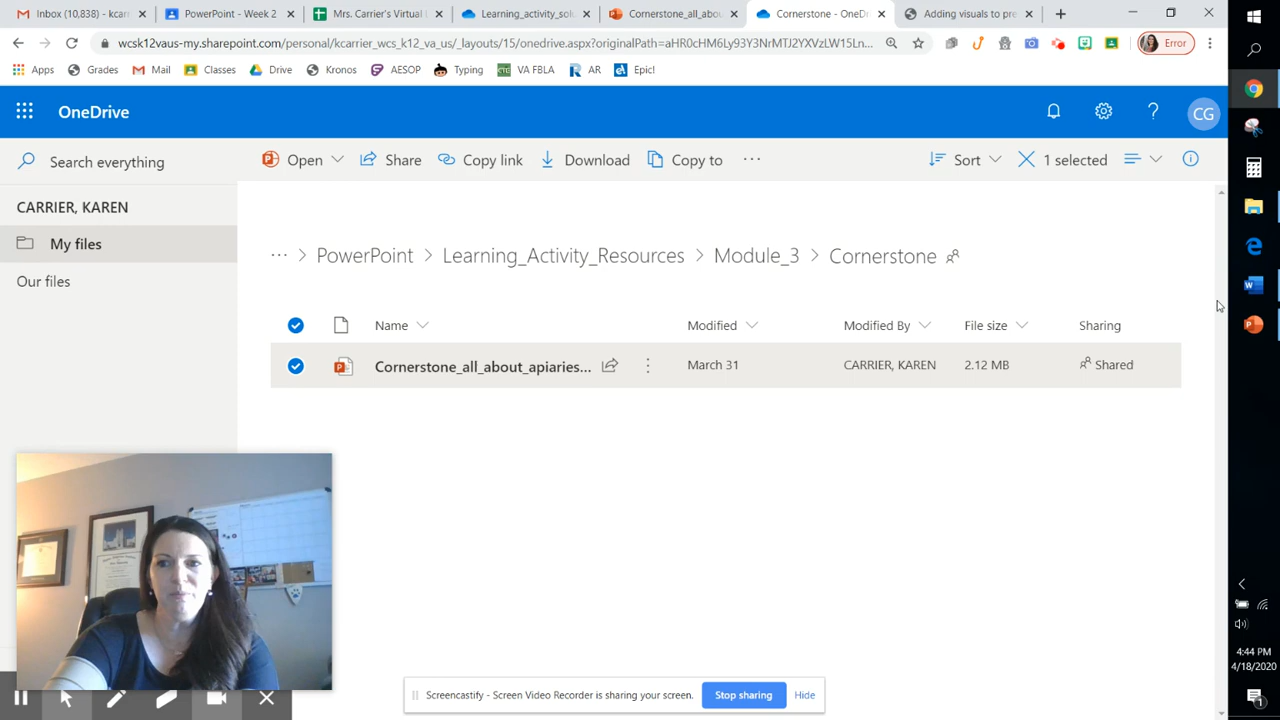 Inbox (10,838) - kcar
PowerPoint - Week 2
Mrs. Carrier's Virtual
Learning_activity_solu
Cornerstone_all_abou
Cornerstone - OneDri
Adding visuals to pre
wcsk12vaus-my.sharepoint.com/personal/kcarrier_wcs_k12_va_us/_layouts/15/onedrive.aspx?originalPath=aHR0cHM6Ly93Y3NrMTJ2YXVzLW15Ln...
Error
Apps
Grades
Mail
Classes
Drive
Kronos
AESOP
Typing
VA FBLA
AR
Epic!
OneDrive
CG
Search everything
Open
Share
Copy link
Download
Copy to
Sort
1 selected
CARRIER, KAREN
My files
Our files
PowerPoint > Learning_Activity_Resources > Module_3 > Cornerstone
Name
Modified
Modified By
File size
Sharing
Cornerstone_all_about_apiaries...
March 31
CARRIER, KAREN
2.12 MB
Shared
Screencastify - Screen Video Recorder is sharing your screen.
Stop sharing
Hide
4:44 PM
4/18/2020